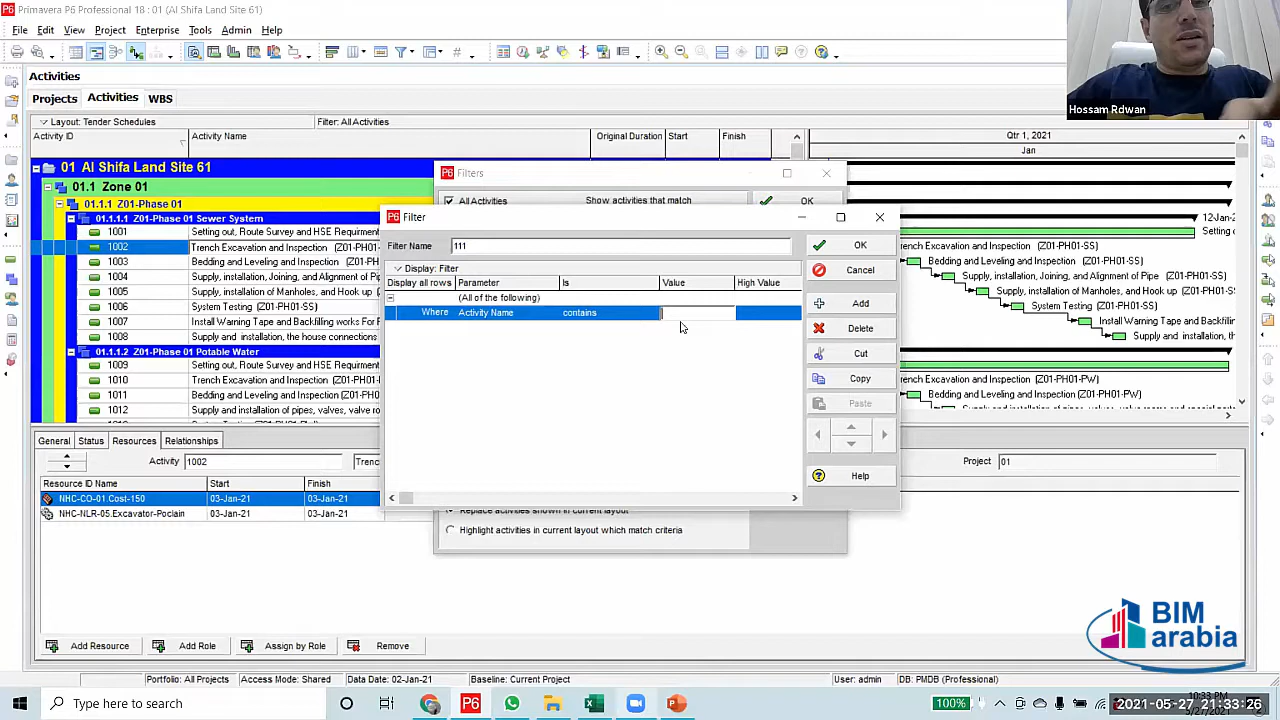 Primavera P6 Professional 18 : 01 (Al Shifa Land Site 61)
File Edit View Project Enterprise Tools Admin Help
Hossam Rdwan
Activities
Projects Activities WBS
Layout: Tender Schedules Filter: All Activities
Activity ID Activity Name Original Duration Start Finish Qtr 1, 2021
Jan
01 Al Shifa Land Site 61
01.1 Zone 01
01.1.1 Z01-Phase 01
01.1.1.1 Z01-Phase 01 Sewer System 12-Jan-2
1001 Setting out, Route Survey and HSE Requirment Setting o
1002 Trench Excavation and Inspection (Z01-PH01- Trench Excavation and Inspection (Z01-PH01-SS)
1003 Bedding and Leveling and Inspection (Z01-PH Bedding and Leveling and Inspection (Z01-PH01-SS)
1004 Supply, installation, Joining, and Alignment of Supply, installation, Joining, and Alignment of Pipe (Z01-PH01
1005 Supply, installation of Manholes, and Hook up Supply, installation of Manholes, and Hook up (Z01-P
1006 System Testing (Z01-PH01-SS) System Testing (Z01-PH01-SS)
1007 Install Warning Tape and Backfilling works For Install Warning Tape and Backfillin
1008 Supply and installation, the house connections Supply and installation, th
01.1.1.2 Z01-Phase 01 Potable Water
1009 Setting out, Route Survey and HSE Requirment
1010 Trench Excavation and Inspection (Z01-PH01- rench Excavation and Inspection (Z01-PH01-PW)
1011 Bedding and Leveling and Inspection (Z01-PH Bedding and Leveling and Inspection (Z01-PH01-PW)
1012 Supply and installation of pipes, valves, valve ro
Filters
All Activities Show activities that match OK
Filter
Filter Name 111 OK
Display: Filter Cancel
Display all rows Parameter Is Value High Value
(All of the following) Add
Where Activity Name contains
Delete
Cut
Copy
Paste
Help
Replace activities shown in current layout
Highlight activities in current layout which match criteria
General Status Resources Relationships
Activity 1002 Trenc Project 01
Resource ID Name Start Finish
NHC-CO-01.Cost-150 03-Jan-21 03-Jan-21
NHC-NLR-05.Excavator-Poclain 03-Jan-21 03-Jan-21
BIM
arabia
Add Resource Add Role Assign by Role Remove
Portfolio: All Projects Access Mode: Shared Data Date: 02-Jan-21 Baseline: Current Project User: admin DB: PMDB (Professional)
Type here to search 100% 10:33 PM
5/27/2021
2021-05-27 21:33:26